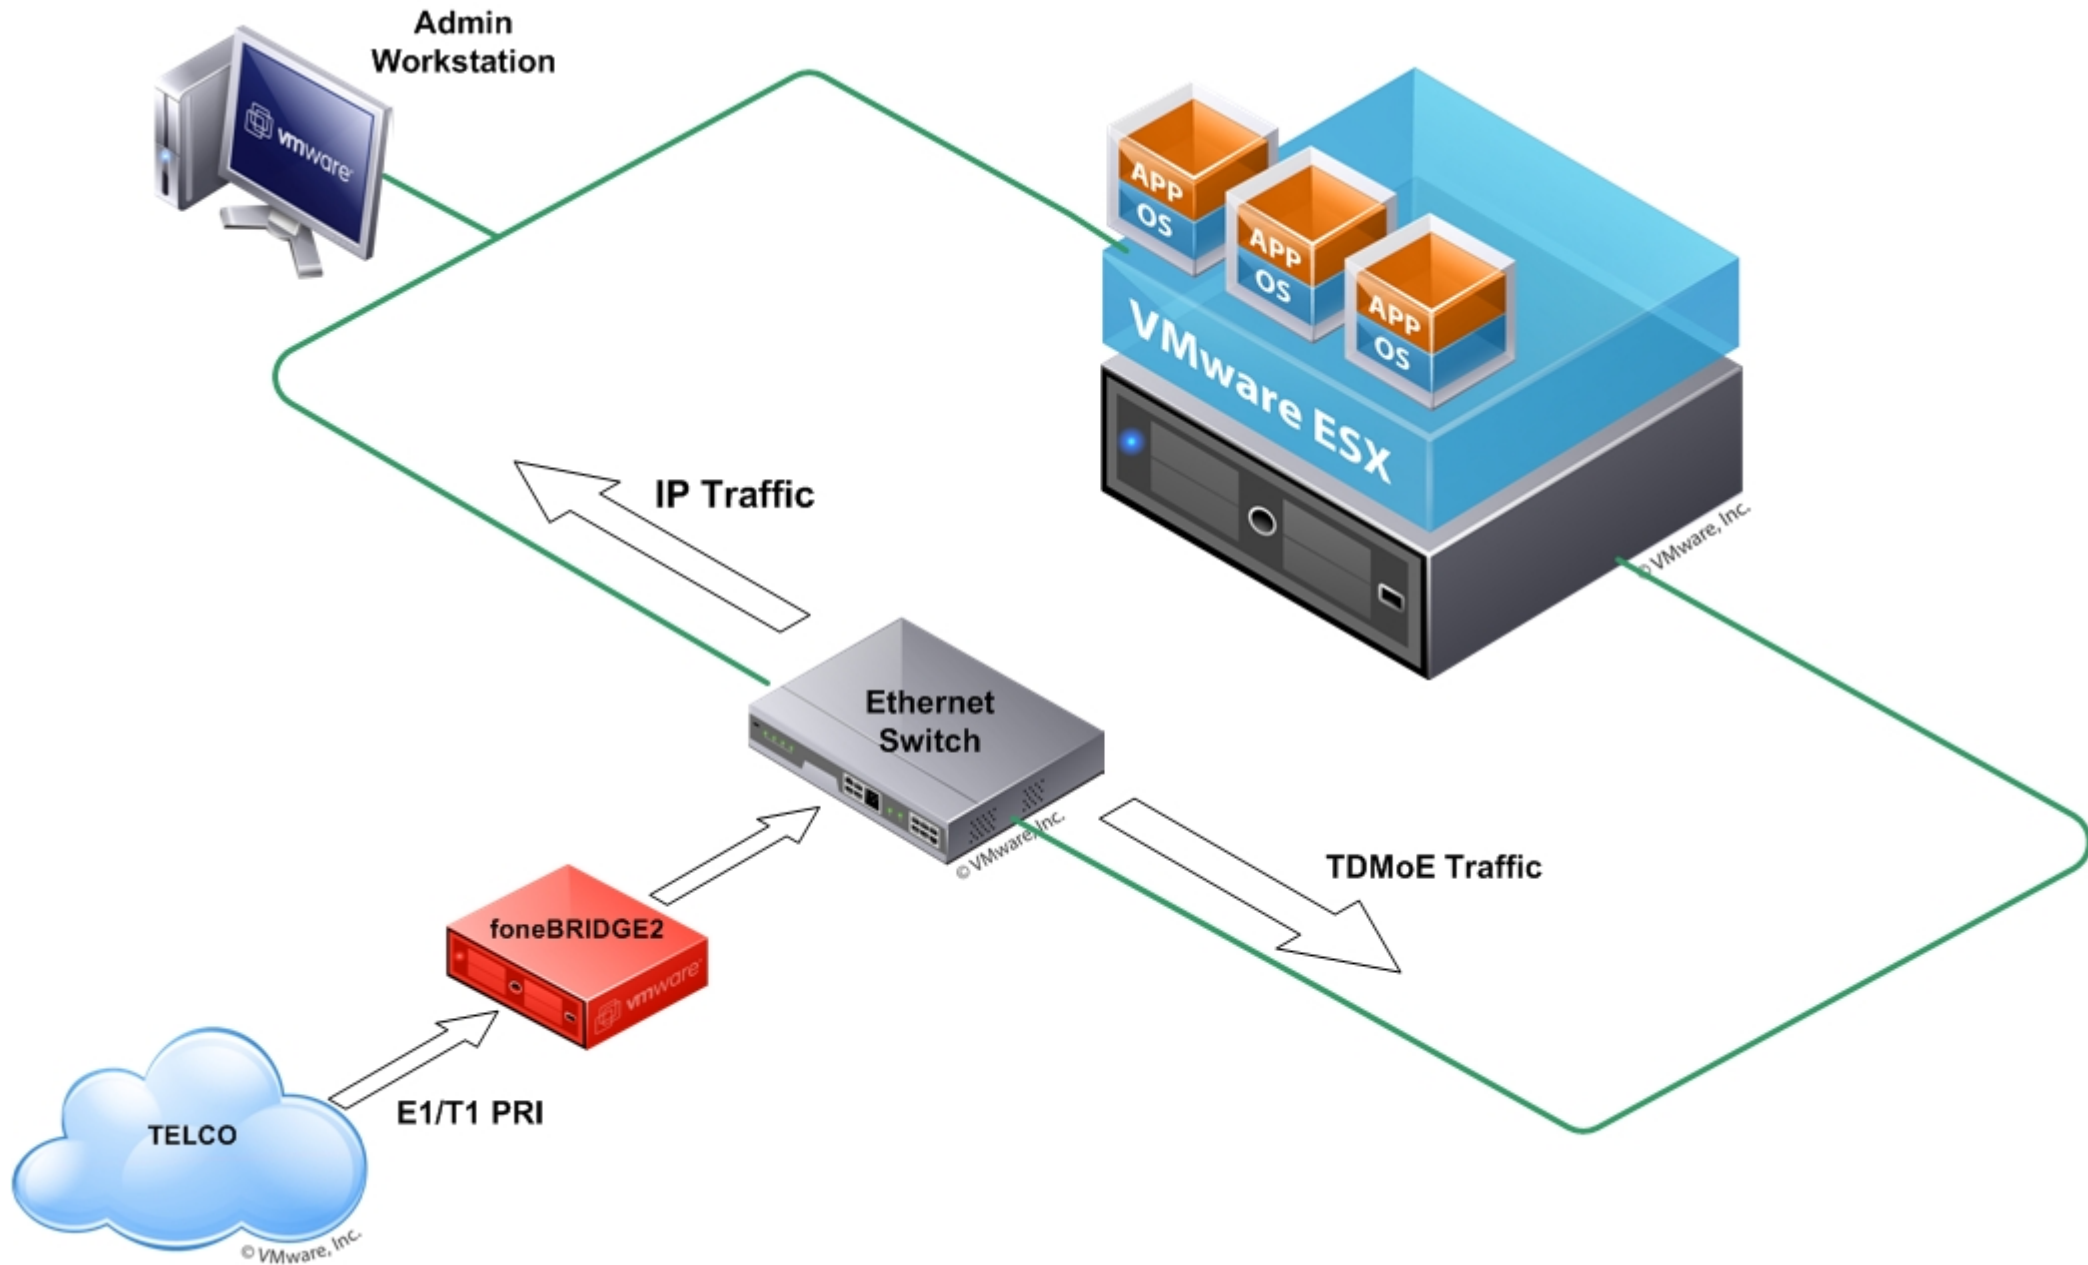 Admin
Workstation
vmware
APP
OS
APP
OS
APP
OS
VMware ESX
© VMware, Inc.
IP Traffic
Ethernet
Switch
© VMware, Inc.
TDMoE Traffic
foneBRIDGE2
vmware
E1/T1 PRI
TELCO
© VMware, Inc.